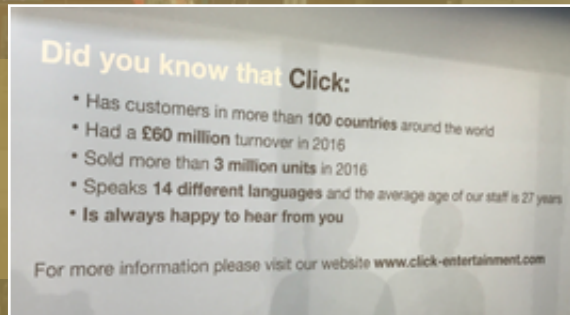 Did you know that Click:
• Has customers in more than 100 countries around the world
• Had a £60 million turnover in 2016
• Sold more than 3 million units in 2016
• Speaks 14 different languages and the average age of our staff is 27 years
• Is always happy to hear from you
For more information please visit our website www.click-entertainment.com